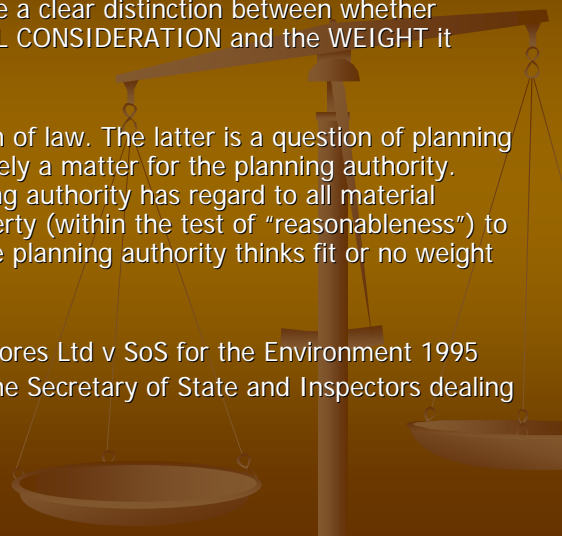 e a clear distinction between whether
L CONSIDERATION and the WEIGHT it
n of law. The latter is a question of planning
ely a matter for the planning authority.
ng authority has regard to all material
erty (within the test of “reasonableness”) to
e planning authority thinks fit or no weight
ores Ltd v SoS for the Environment 1995
he Secretary of State and Inspectors dealing